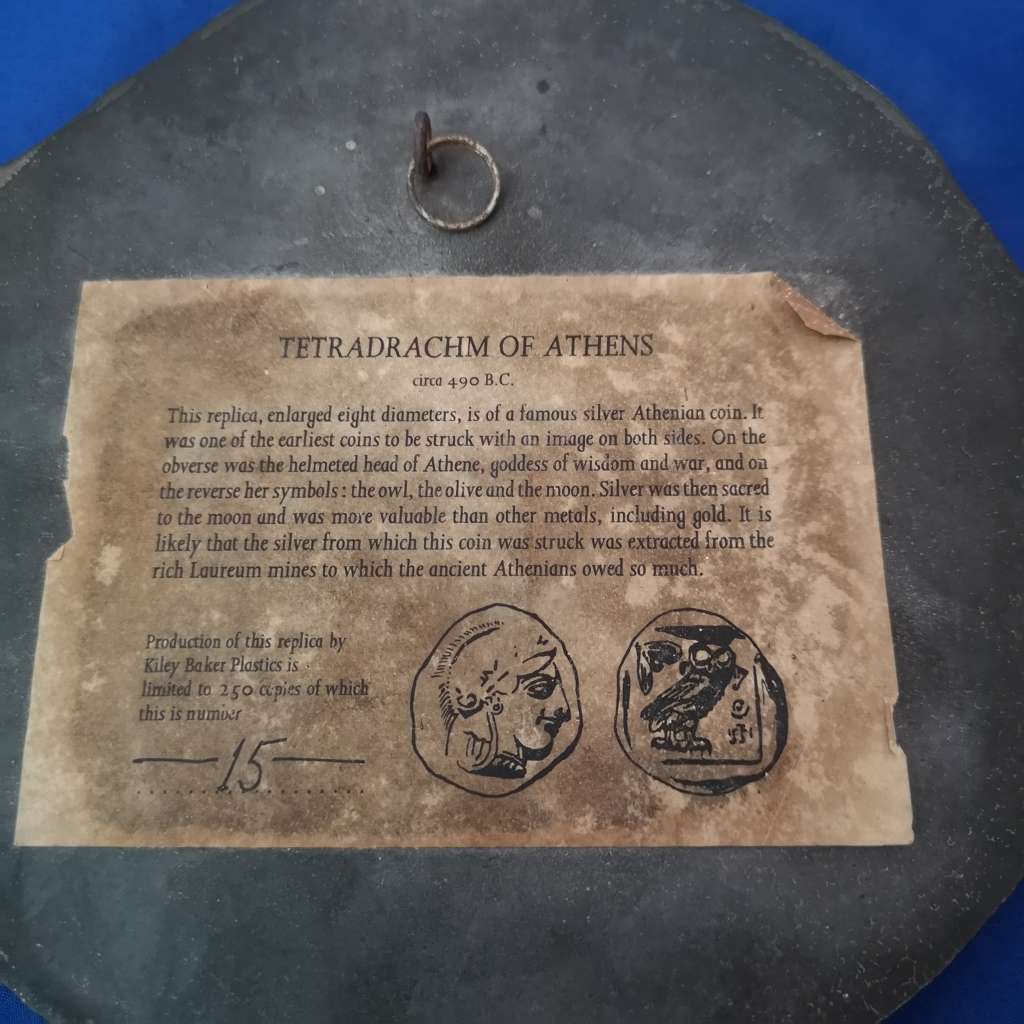 TETRADRACHM OF ATHENS
circa 490 B.C.
This replica, enlarged eight diameters, is of a famous silver Athenian coin. It
was one of the earliest coins to be struck with an image on both sides. On the
obverse was the helmeted head of Athene, goddess of wisdom and war, and on
the reverse her symbols : the owl, the olive and the moon. Silver was then sacred
to the moon and was more valuable than other metals, including gold. It is
likely that the silver from which this coin was struck was extracted from the
rich Laureum mines to which the ancient Athenians owed so much.
Production of this replica by
Kiley Baker Plastics is
limited to 250 copies of which
this is number
15